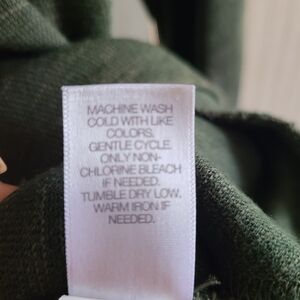 MACHINE WASH
COLD WITH LIKE
COLORS.
GENTLE CYCLE.
ONLY NON-
CHLORINE BLEACH
IF NEEDED.
TUMBLE DRY LOW.
WARM IRON IF
NEEDED.